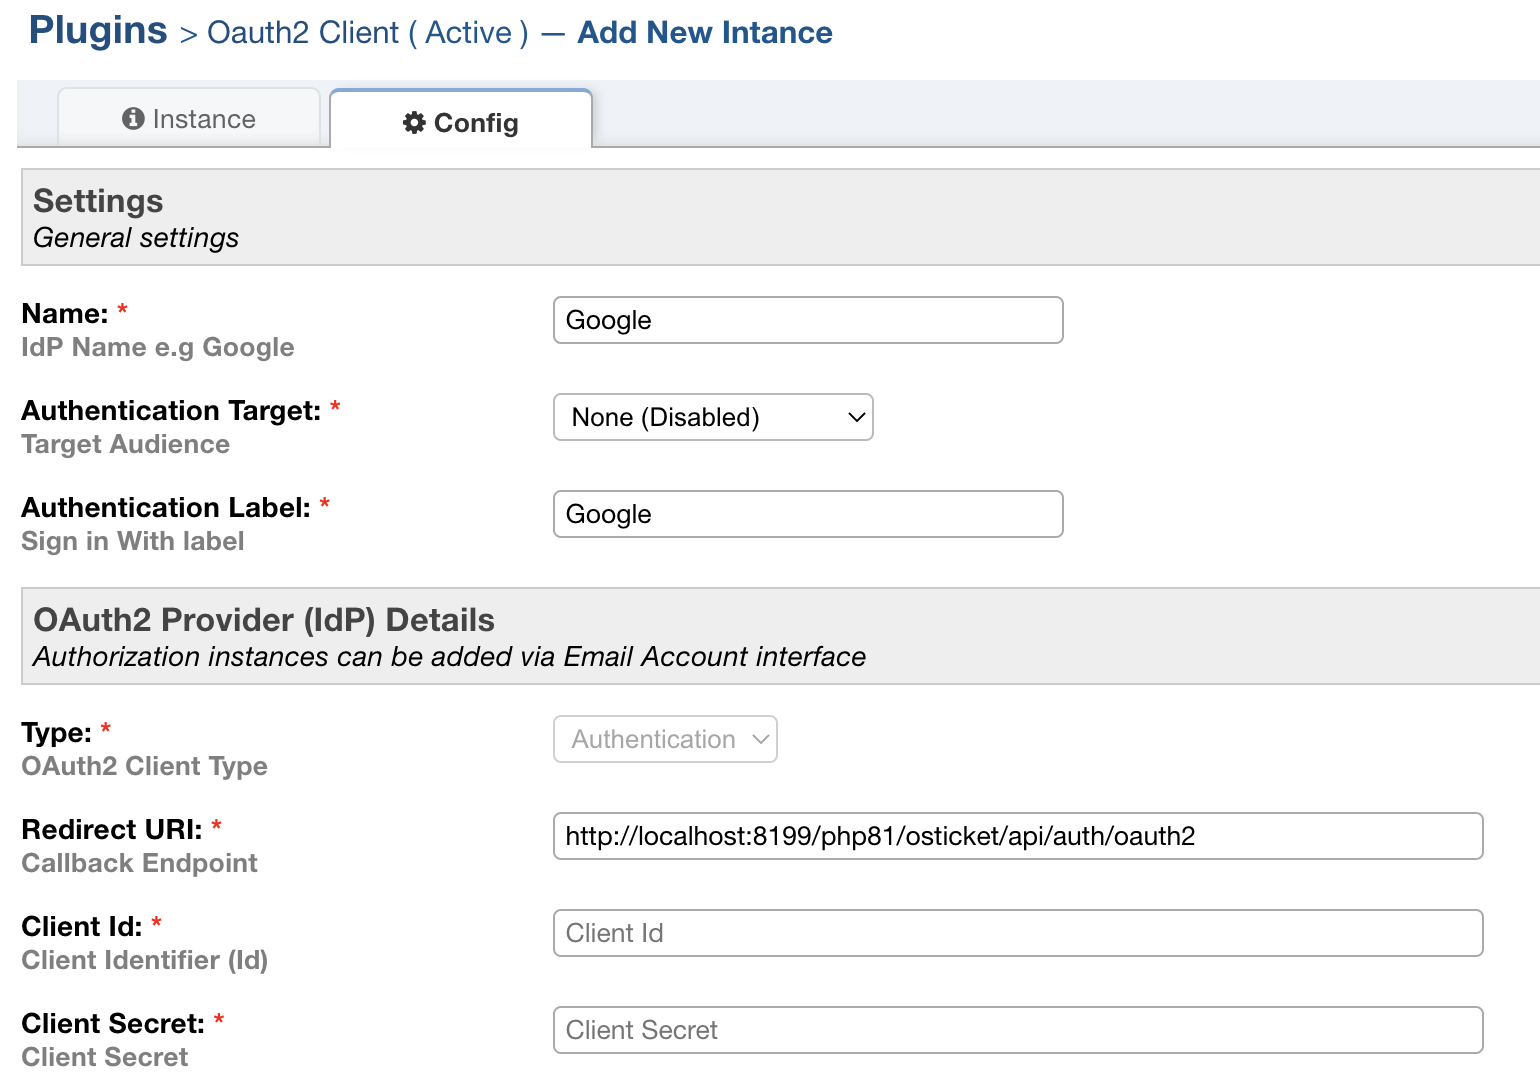 Plugins > Oauth2 Client ( Active ) — Add New Intance
Instance
Config
Settings
General settings
Name: *
IdP Name e.g Google
Google
Authentication Target: *
Target Audience
None (Disabled)
Authentication Label: *
Sign in With label
Google
OAuth2 Provider (IdP) Details
Authorization instances can be added via Email Account interface
Type: *
OAuth2 Client Type
Authentication
Redirect URI: *
Callback Endpoint
http://localhost:8199/php81/osticket/api/auth/oauth2
Client Id: *
Client Identifier (Id)
Client Id
Client Secret: *
Client Secret
Client Secret